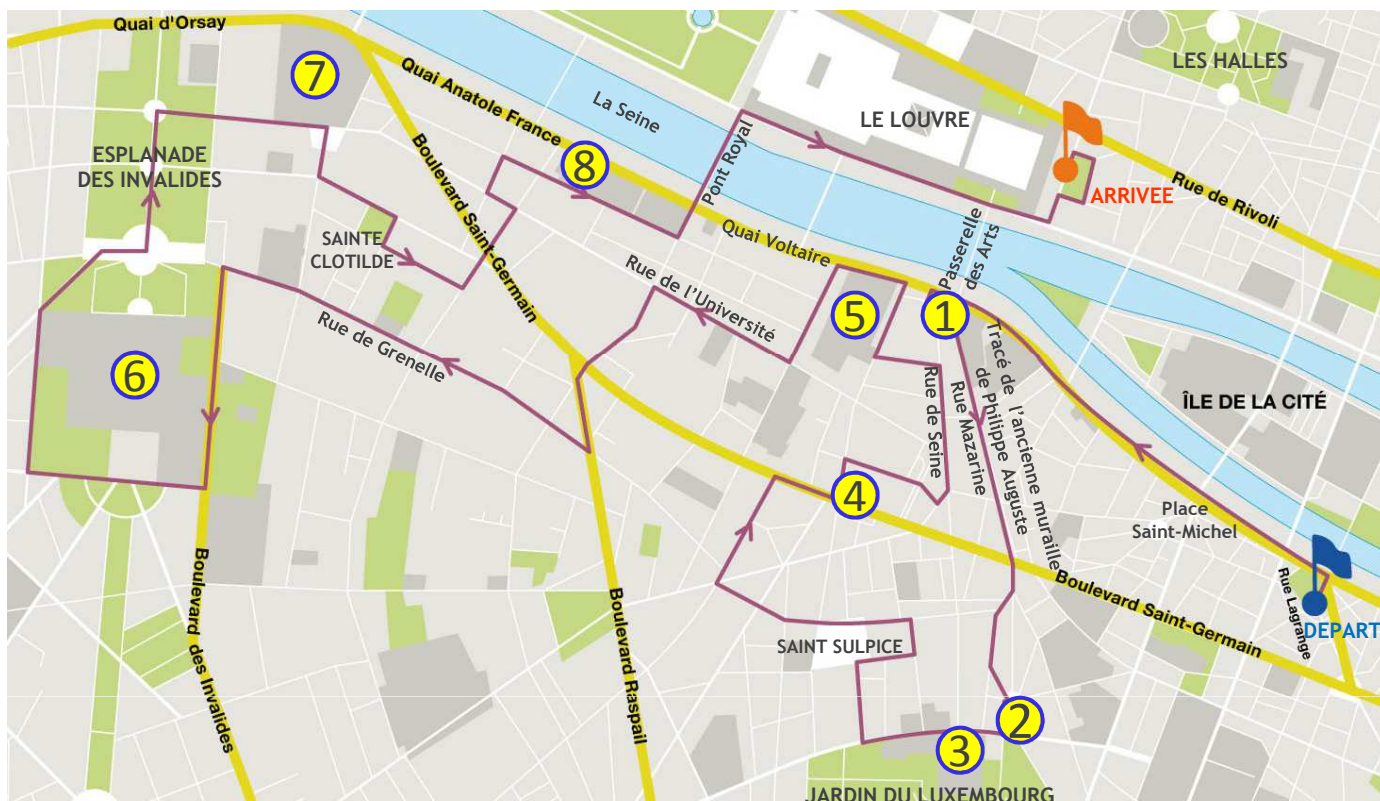 Quai d'Orsay
7
Quai Anatole France
La Seine
LES HALLES
LE LOUVRE
ESPLANADE
DES INVALIDES
8
Pont Royal
ARRIVEE
Rue de Rivoli
Boulevard Saint-Germain
SAINTE
CLOTILDE
Quai Voltaire
Passerelle
des Arts
Rue de l'Université
5
1
Rue de Grenelle
6
Rue de Seine
Rue Mazarine
Tracé de l'ancienne muraille
de Philippe Auguste
ÎLE DE LA CITÉ
4
Place
Saint-Michel
Rue Lagrange
DEPART
Boulevard Saint-Germain
Boulevard des Invalides
Boulevard Raspail
SAINT SULPICE
2
3
JARDIN DU LUXEMBOURG